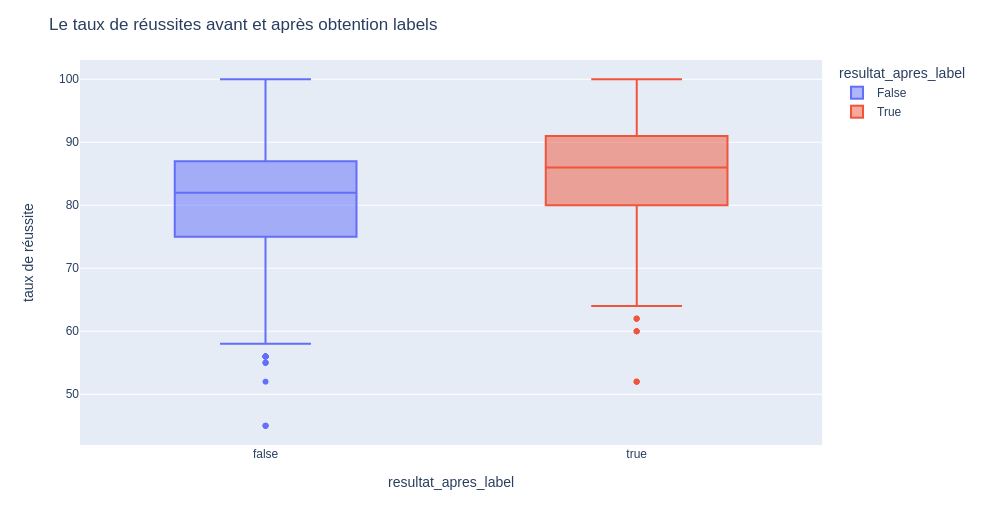 Le taux de réussites avant et après obtention labels
resultat_apres_label
False
True
taux de réussite
100
90
80
70
60
50
false
true
resultat_apres_label